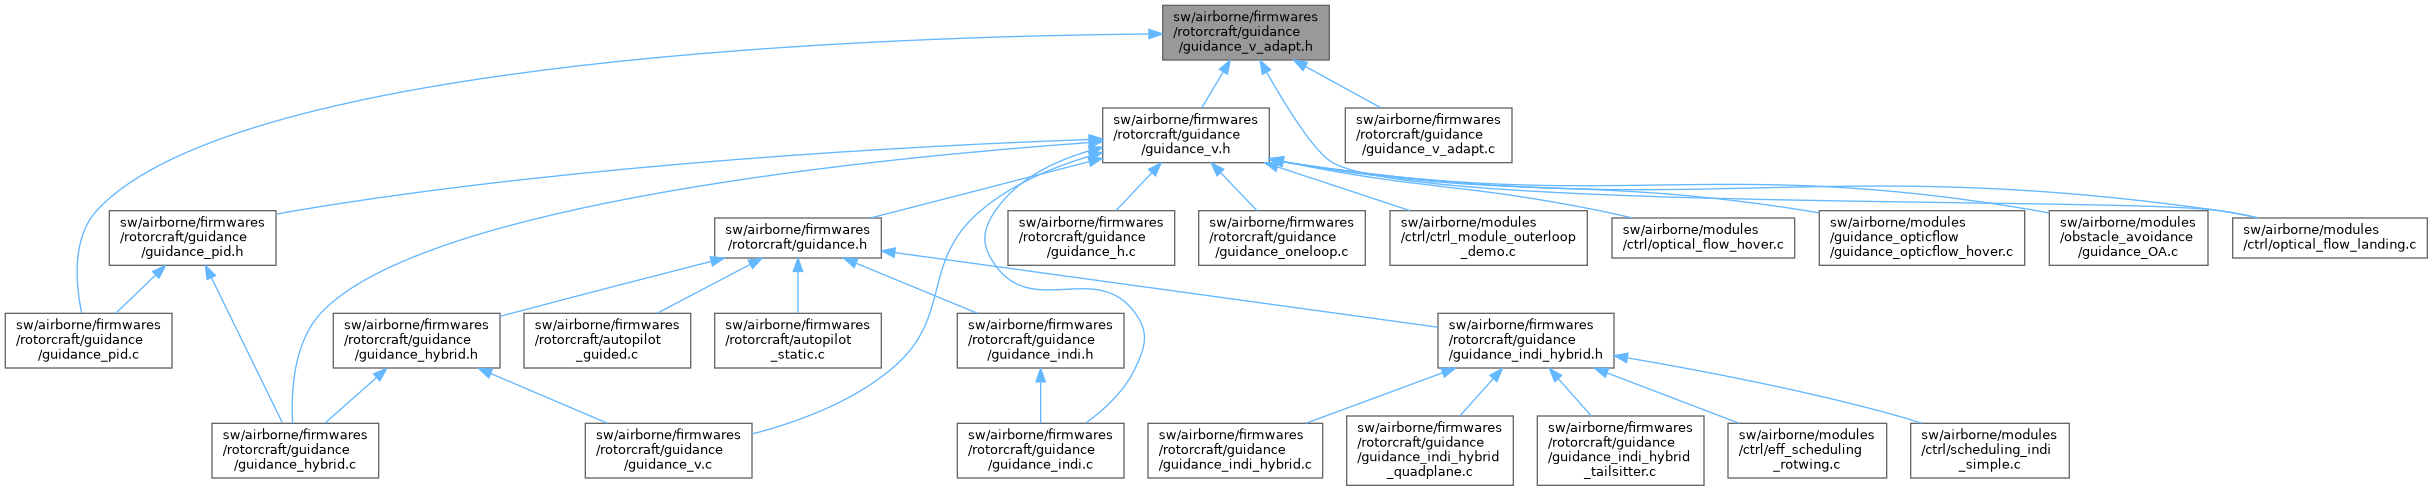 sw/airborne/firmwares
/rotorcraft/guidance
/guidance_v_adapt.h
sw/airborne/firmwares
/rotorcraft/guidance
/guidance_v.h
sw/airborne/firmwares
/rotorcraft/guidance
/guidance_v_adapt.c
sw/airborne/firmwares
/rotorcraft/guidance
/guidance_pid.h
sw/airborne/firmwares
/rotorcraft/guidance.h
sw/airborne/firmwares
/rotorcraft/guidance
/guidance_h.c
sw/airborne/firmwares
/rotorcraft/guidance
/guidance_oneloop.c
sw/airborne/modules
/ctrl/ctrl_module_outerloop
_demo.c
sw/airborne/modules
/ctrl/optical_flow_hover.c
sw/airborne/modules
/guidance_opticflow
/guidance_opticflow_hover.c
sw/airborne/modules
/obstacle_avoidance
/guidance_OA.c
sw/airborne/modules
/ctrl/optical_flow_landing.c
sw/airborne/firmwares
/rotorcraft/guidance
/guidance_pid.c
sw/airborne/firmwares
/rotorcraft/guidance
/guidance_hybrid.h
sw/airborne/firmwares
/rotorcraft/autopilot
_guided.c
sw/airborne/firmwares
/rotorcraft/autopilot
_static.c
sw/airborne/firmwares
/rotorcraft/guidance
/guidance_indi.h
sw/airborne/firmwares
/rotorcraft/guidance
/guidance_indi_hybrid.h
sw/airborne/firmwares
/rotorcraft/guidance
/guidance_hybrid.c
sw/airborne/firmwares
/rotorcraft/guidance
/guidance_v.c
sw/airborne/firmwares
/rotorcraft/guidance
/guidance_indi.c
sw/airborne/firmwares
/rotorcraft/guidance
/guidance_indi_hybrid.c
sw/airborne/firmwares
/rotorcraft/guidance
/guidance_indi_hybrid
_quadplane.c
sw/airborne/firmwares
/rotorcraft/guidance
/guidance_indi_hybrid
_tailsitter.c
sw/airborne/modules
/ctrl/eff_scheduling
_rotwing.c
sw/airborne/modules
/ctrl/scheduling_indi
_simple.c